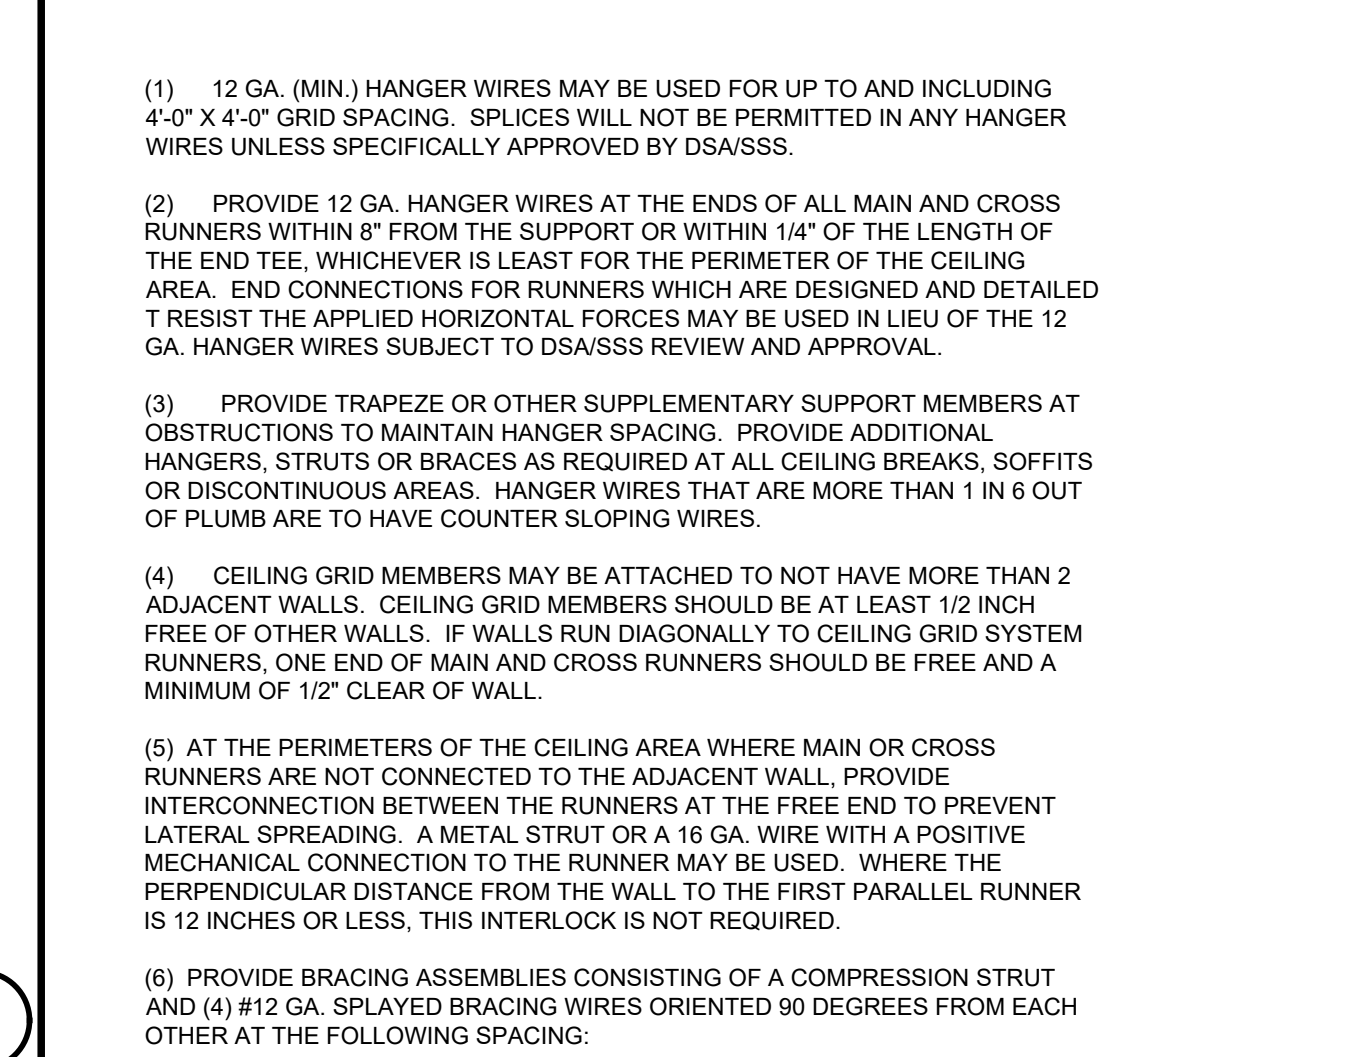 (1) 12 GA. (MIN.) HANGER WIRES MAY BE USED FOR UP TO AND INCLUDING
4'-0" X 4'-0" GRID SPACING. SPLICES WILL NOT BE PERMITTED IN ANY HANGER
WIRES UNLESS SPECIFICALLY APPROVED BY DSA/SSS.
(2) PROVIDE 12 GA. HANGER WIRES AT THE ENDS OF ALL MAIN AND CROSS
RUNNERS WITHIN 8" FROM THE SUPPORT OR WITHIN 1/4" OF THE LENGTH OF
THE END TEE, WHICHEVER IS LEAST FOR THE PERIMETER OF THE CEILING
AREA. END CONNECTIONS FOR RUNNERS WHICH ARE DESIGNED AND DETAILED
T RESIST THE APPLIED HORIZONTAL FORCES MAY BE USED IN LIEU OF THE 12
GA. HANGER WIRES SUBJECT TO DSA/SSS REVIEW AND APPROVAL.
(3) PROVIDE TRAPEZE OR OTHER SUPPLEMENTARY SUPPORT MEMBERS AT
OBSTRUCTIONS TO MAINTAIN HANGER SPACING. PROVIDE ADDITIONAL
HANGERS, STRUTS OR BRACES AS REQUIRED AT ALL CEILING BREAKS, SOFFITS
OR DISCONTINUOUS AREAS. HANGER WIRES THAT ARE MORE THAN 1 IN 6 OUT
OF PLUMB ARE TO HAVE COUNTER SLOPING WIRES.
(4) CEILING GRID MEMBERS MAY BE ATTACHED TO NOT HAVE MORE THAN 2
ADJACENT WALLS. CEILING GRID MEMBERS SHOULD BE AT LEAST 1/2 INCH
FREE OF OTHER WALLS. IF WALLS RUN DIAGONALLY TO CEILING GRID SYSTEM
RUNNERS, ONE END OF MAIN AND CROSS RUNNERS SHOULD BE FREE AND A
MINIMUM OF 1/2" CLEAR OF WALL.
(5) AT THE PERIMETERS OF THE CEILING AREA WHERE MAIN OR CROSS
RUNNERS ARE NOT CONNECTED TO THE ADJACENT WALL, PROVIDE
INTERCONNECTION BETWEEN THE RUNNERS AT THE FREE END TO PREVENT
LATERAL SPREADING. A METAL STRUT OR A 16 GA. WIRE WITH A POSITIVE
MECHANICAL CONNECTION TO THE RUNNER MAY BE USED. WHERE THE
PERPENDICULAR DISTANCE FROM THE WALL TO THE FIRST PARALLEL RUNNER
IS 12 INCHES OR LESS, THIS INTERLOCK IS NOT REQUIRED.
(6) PROVIDE BRACING ASSEMBLIES CONSISTING OF A COMPRESSION STRUT
AND (4) #12 GA. SPLAYED BRACING WIRES ORIENTED 90 DEGREES FROM EACH
OTHER AT THE FOLLOWING SPACING: